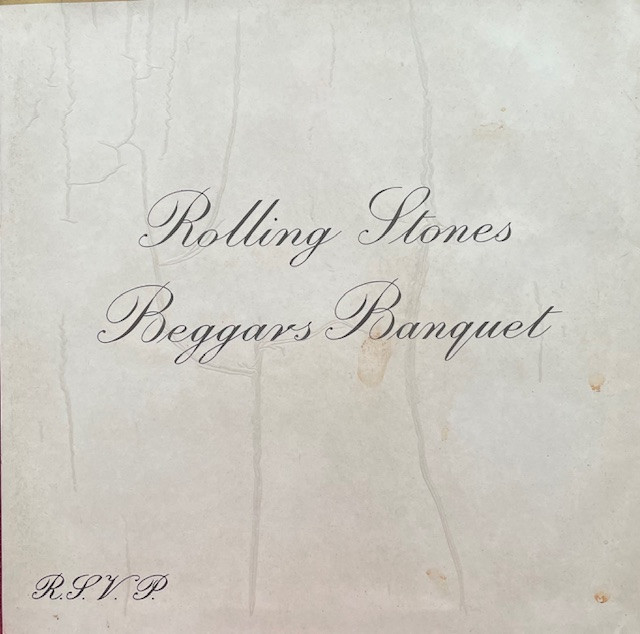 Rolling Stones
Beggars Banquet
R.S.V.P.